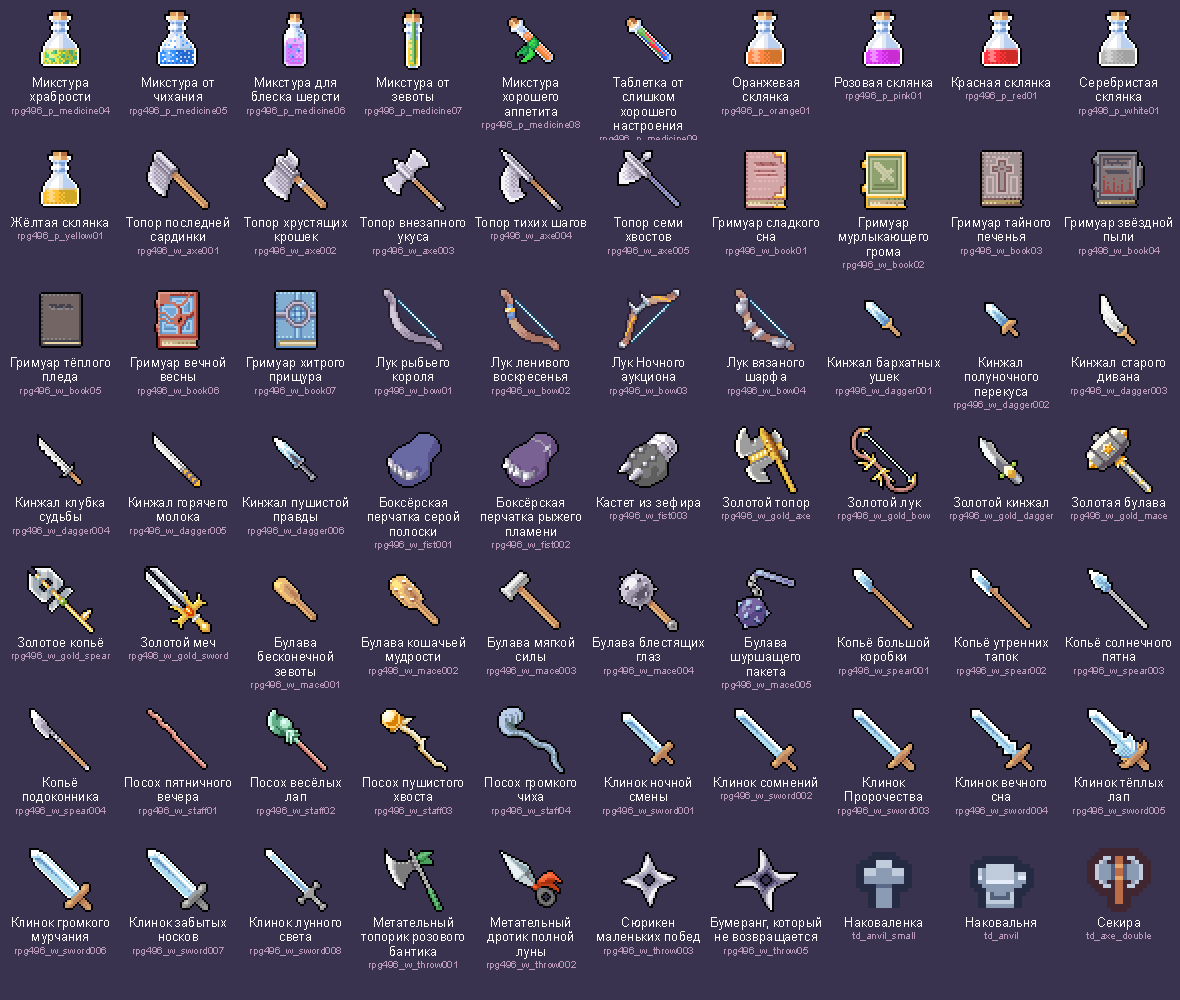 Микстура храбрости
rpg496_p_medicine04
Микстура от чихания
rpg496_p_medicine05
Микстура для блеска шерсти
rpg496_p_medicine06
Микстура от зевоты
rpg496_p_medicine07
Микстура хорошего аппетита
rpg496_p_medicine08
Таблетка от слишком хорошего настроения
rpg496_p_medicine09
Оранжевая склянка
rpg496_p_orange01
Розовая склянка
rpg496_p_pink01
Красная склянка
rpg496_p_red01
Серебристая склянка
rpg496_p_white01
Жёлтая склянка
rpg496_p_yellow01
Топор последней сардинки
rpg496_w_axe001
Топор хрустящих крошек
rpg496_w_axe002
Топор внезапного укуса
rpg496_w_axe003
Топор тихих шагов
rpg496_w_axe004
Топор семи хвостов
rpg496_w_axe005
Гримуар сладкого сна
rpg496_w_book01
Гримуар мурлыкающего грома
rpg496_w_book02
Гримуар тайного печенья
rpg496_w_book03
Гримуар звёздной пыли
rpg496_w_book04
Гримуар тёплого пледа
rpg496_w_book05
Гримуар вечной весны
rpg496_w_book06
Гримуар хитрого прищура
rpg496_w_book07
Лук рыбьего короля
rpg496_w_bow01
Лук ленивого воскресенья
rpg496_w_bow02
Лук Ночного аукциона
rpg496_w_bow03
Лук вязаного шарфа
rpg496_w_bow04
Кинжал бархатных ушек
rpg496_w_dagger001
Кинжал полуночного перекуса
rpg496_w_dagger002
Кинжал старого дивана
rpg496_w_dagger003
Кинжал клубка судьбы
rpg496_w_dagger004
Кинжал горячего молока
rpg496_w_dagger005
Кинжал пушистой правды
rpg496_w_dagger006
Боксёрская перчатка серой полоски
rpg496_w_fist001
Боксёрская перчатка рыжего пламени
rpg496_w_fist002
Кастет из зефира
rpg496_w_fist003
Золотой топор
rpg496_w_gold_axe
Золотой лук
rpg496_w_gold_bow
Золотой кинжал
rpg496_w_gold_dagger
Золотая булава
rpg496_w_gold_mace
Золотое копьё
rpg496_w_gold_spear
Золотой меч
rpg496_w_gold_sword
Булава бесконечной зевоты
rpg496_w_mace001
Булава кошачьей мудрости
rpg496_w_mace002
Булава мягкой силы
rpg496_w_mace003
Булава блестящих глаз
rpg496_w_mace004
Булава шуршащего пакета
rpg496_w_mace005
Копьё большой коробки
rpg496_w_spear001
Копьё утренних тапок
rpg496_w_spear002
Копьё солнечного пятна
rpg496_w_spear003
Копьё подоконника
rpg496_w_spear004
Посох пятничного вечера
rpg496_w_staff01
Посох весёлых лап
rpg496_w_staff02
Посох пушистого хвоста
rpg496_w_staff03
Посох громкого чиха
rpg496_w_staff04
Клинок ночной смены
rpg496_w_sword001
Клинок сомнений
rpg496_w_sword002
Клинок Пророчества
rpg496_w_sword003
Клинок вечного сна
rpg496_w_sword004
Клинок тёплых лап
rpg496_w_sword005
Клинок громкого мурчания
rpg496_w_sword006
Клинок забытых носков
rpg496_w_sword007
Клинок лунного света
rpg496_w_sword008
Метательный топорик розового бантика
rpg496_w_throw001
Метательный дротик полной луны
rpg496_w_throw002
Сюрикен маленьких побед
rpg496_w_throw003
Бумеранг, который не возвращается
rpg496_w_throw05
Наковаленка
td_anvil_small
Наковальня
td_anvil
Секира
td_axe_double